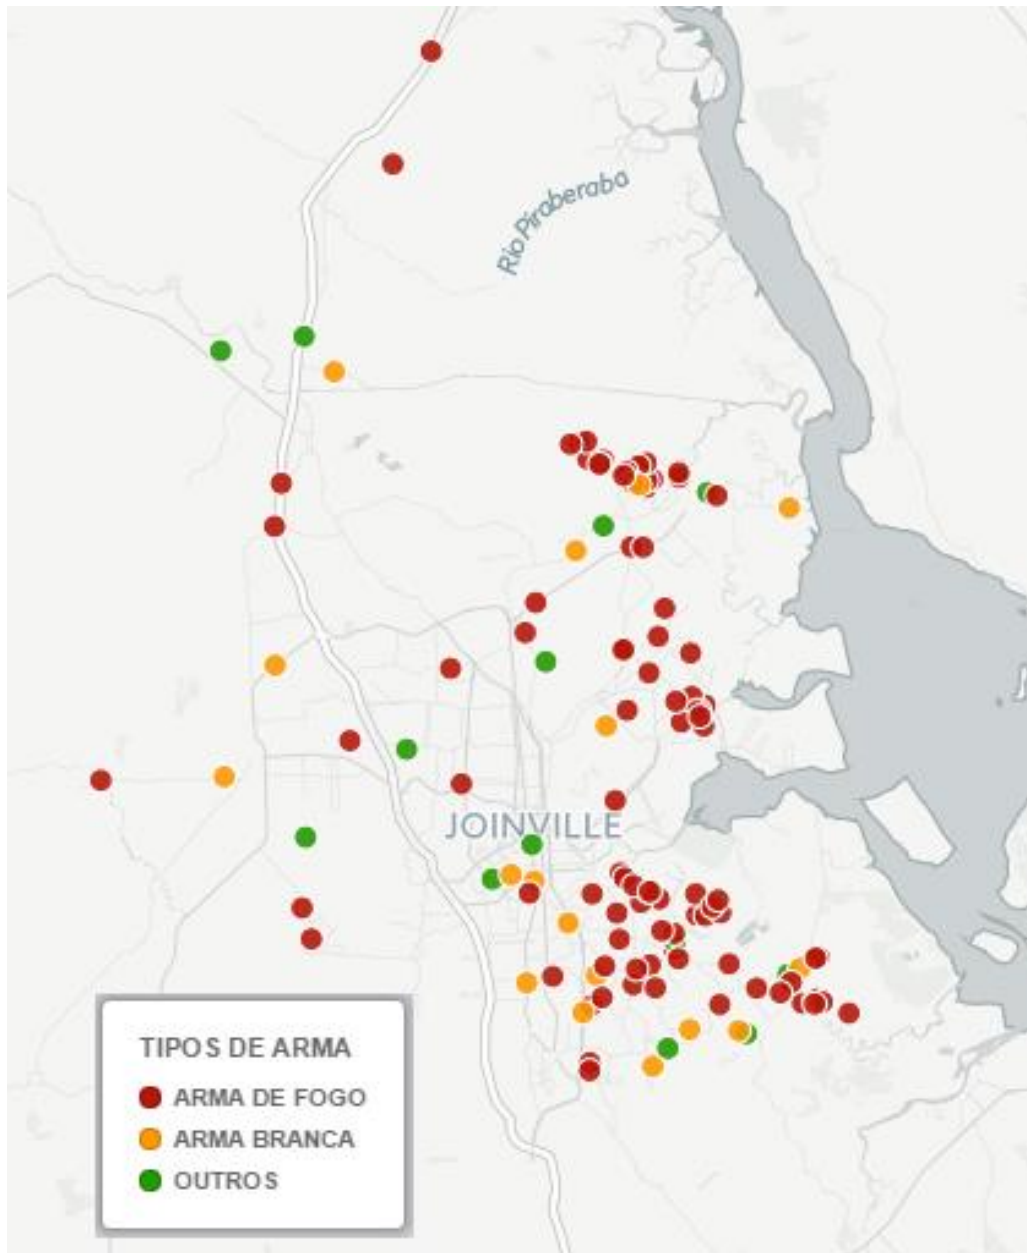 Rio Piraberaba
JOINVILLE
TIPOS DE ARMA
ARMA DE FOGO
ARMA BRANCA
OUTROS